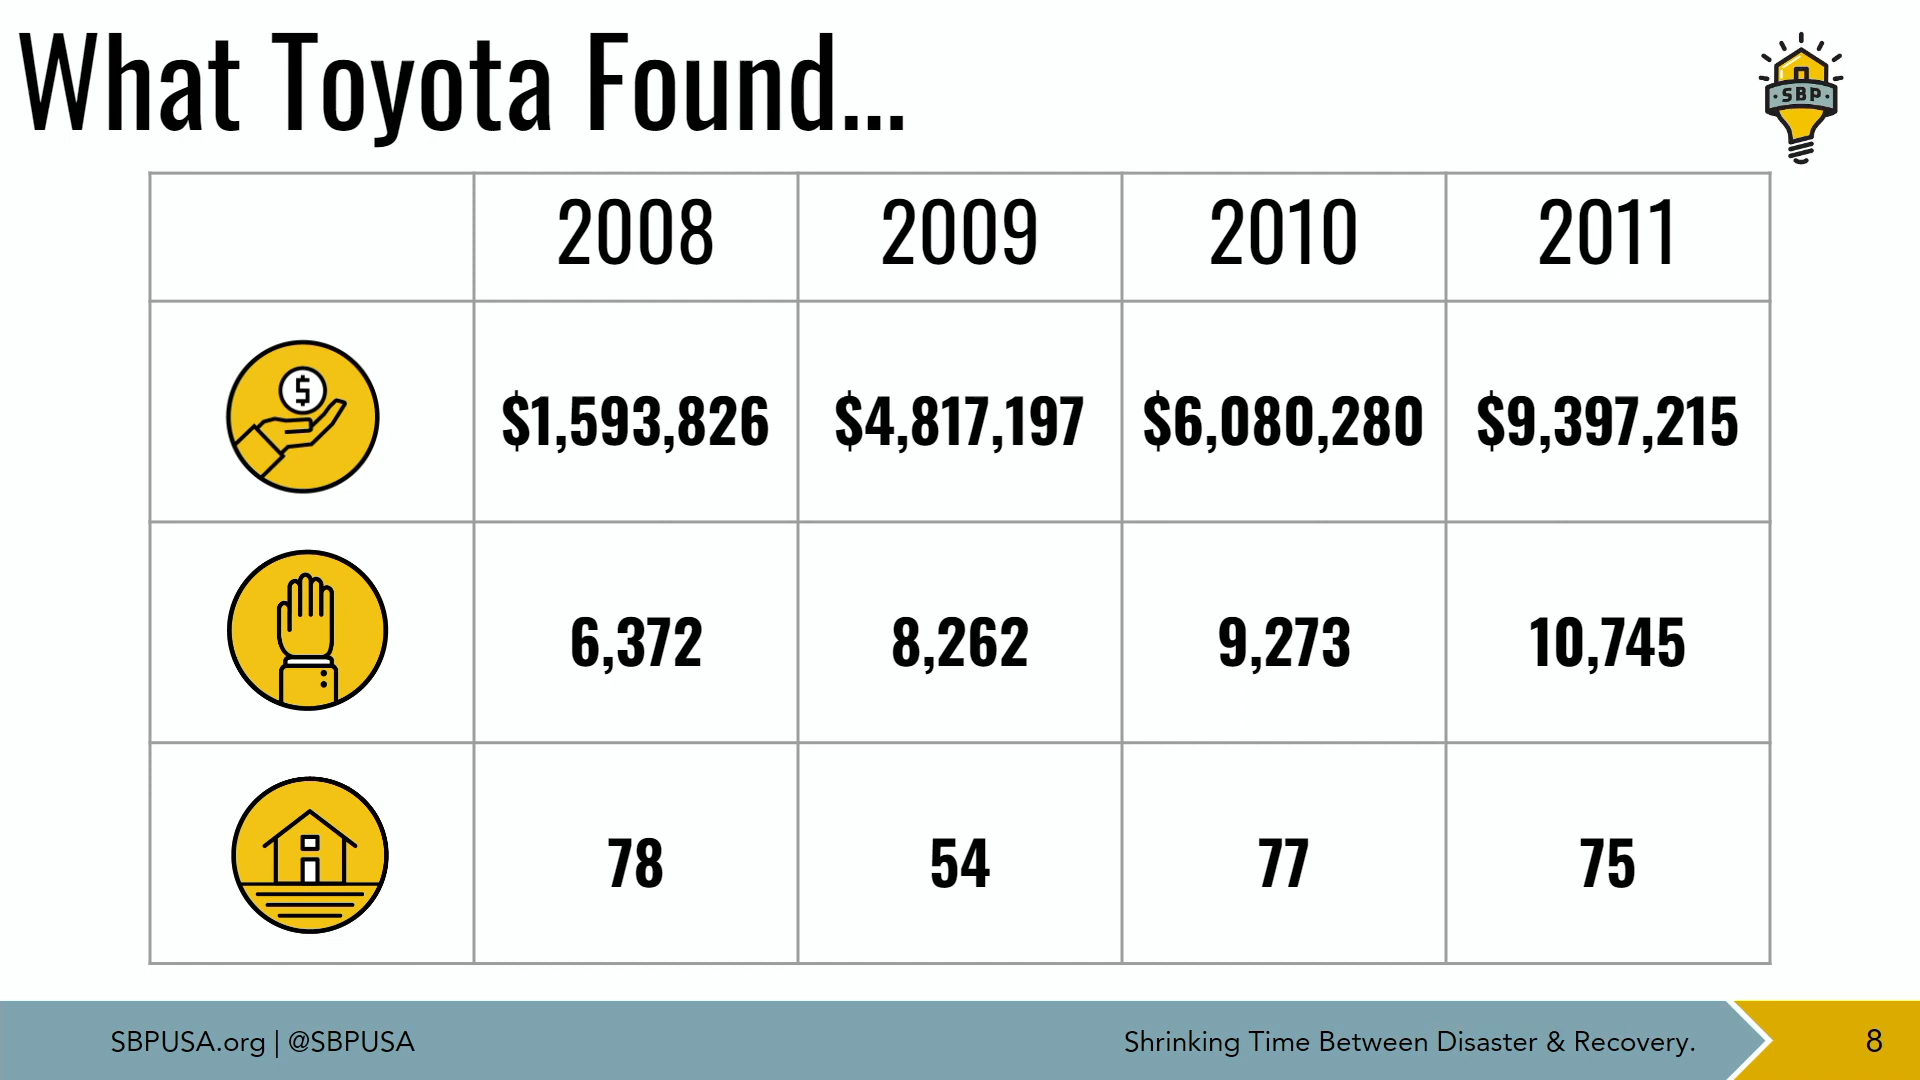 What Toyota Found...
SBP
2008 2009 2010 2011
$
$1,593,826 $4,817,197 $6,080,280 $9,397,215
6,372 8,262 9,273 10,745
78 54 77 75
SBPUSA.org | @SBPUSA Shrinking Time Between Disaster & Recovery. 8